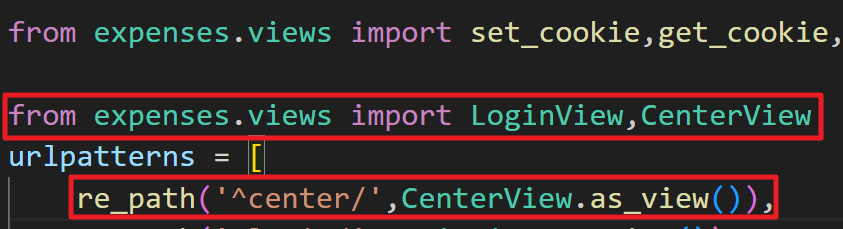 from expenses.views import set_cookie,get_cookie,
from expenses.views import LoginView,CenterView
urlpatterns = [
re_path('^center/',CenterView.as_view()),